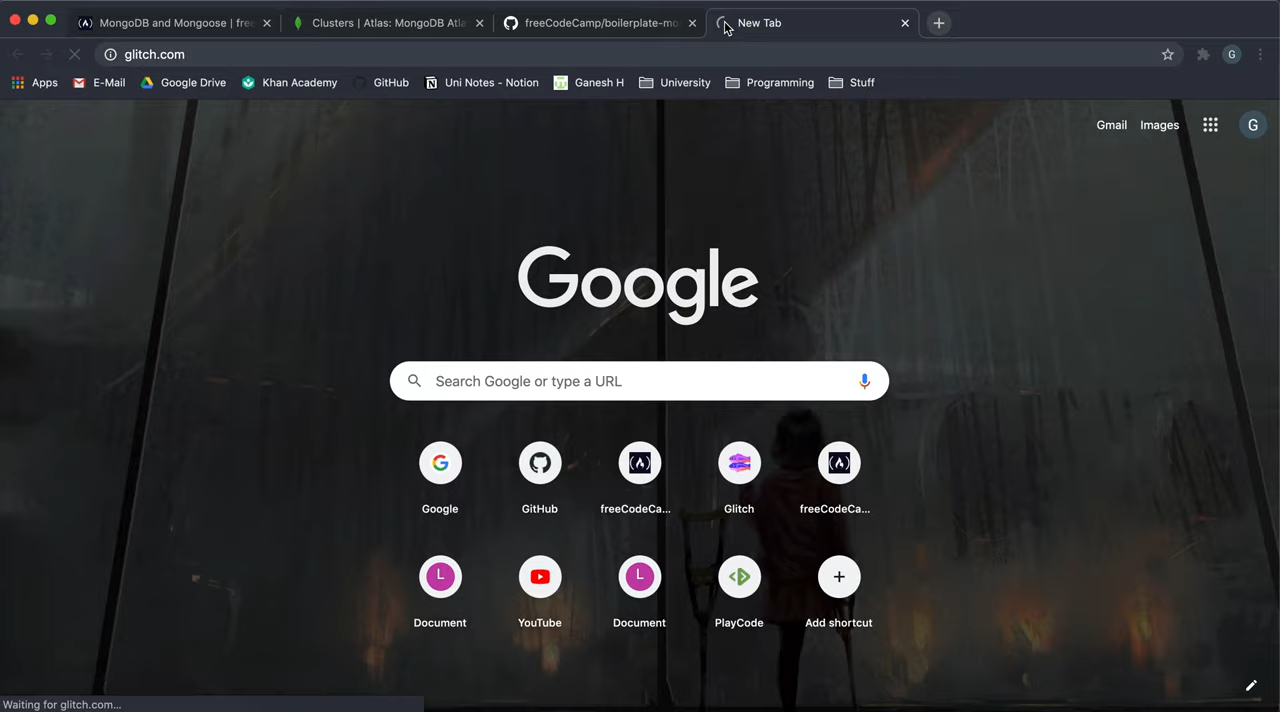 MongoDB and Mongoose | free
Clusters | Atlas: MongoDB Atla
freeCodeCamp/boilerplate-mo
New Tab
glitch.com
G
Apps
E-Mail
Google Drive
Khan Academy
GitHub
Uni Notes - Notion
Ganesh H
University
Programming
Stuff
Gmail
Images
G
Google
Search Google or type a URL
Google
GitHub
freeCodeCa...
Glitch
freeCodeCa...
L
L
Document
YouTube
Document
PlayCode
Add shortcut
Waiting for glitch.com...